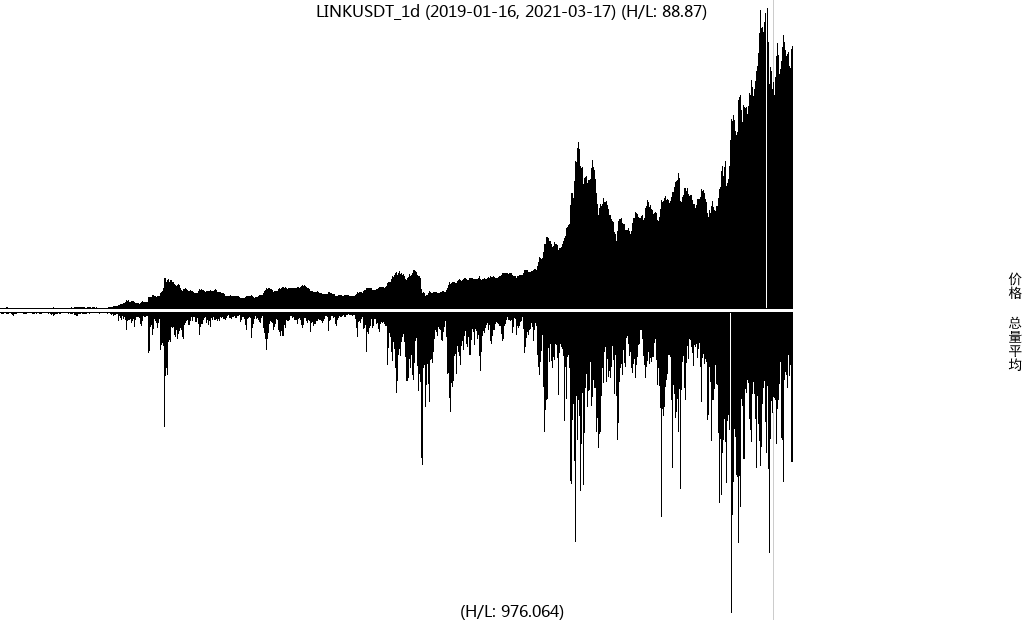 LINKUSDT_1d (2019-01-16, 2021-03-17) (H/L: 88.87)
价格 总量平均
(H/L: 976.064)